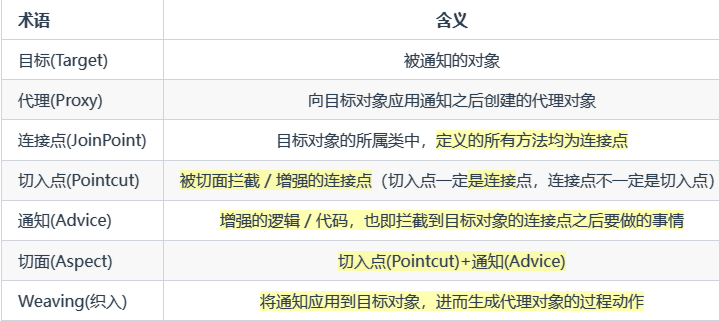 术语 含义
目标(Target) 被通知的对象
代理(Proxy) 向目标对象应用通知之后创建的代理对象
连接点(JoinPoint) 目标对象的所属类中，定义的所有方法均为连接点
切入点(Pointcut) 被切面拦截 / 增强的连接点（切入点一定是连接点，连接点不一定是切入点）
通知(Advice) 增强的逻辑 / 代码，也即拦截到目标对象的连接点之后要做的事情
切面(Aspect) 切入点(Pointcut)+通知(Advice)
Weaving(织入) 将通知应用到目标对象，进而生成代理对象的过程动作